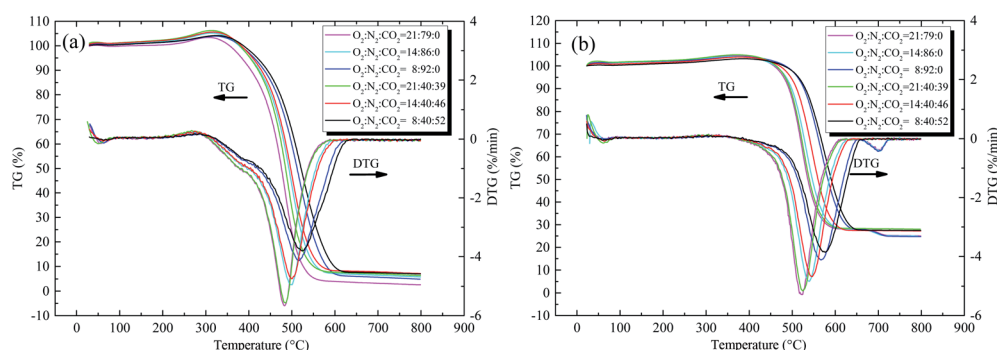 (a)
O₂:N₂:CO₂=21:79:0
O₂:N₂:CO₂=14:86:0
O₂:N₂:CO₂= 8:92:0
O₂:N₂:CO₂=21:40:39
O₂:N₂:CO₂=14:40:46
O₂:N₂:CO₂= 8:40:52
TG
DTG
TG (%)
110
100
90
80
70
60
50
40
30
20
10
0
-10
DTG (%/min)
4
2
0
-2
-4
-6
0 100 200 300 400 500 600 700 800 900
Temperature (°C)
(b)
O₂:N₂:CO₂=21:79:0
O₂:N₂:CO₂=14:86:0
O₂:N₂:CO₂= 8:92:0
O₂:N₂:CO₂=21:40:39
O₂:N₂:CO₂=14:40:46
O₂:N₂:CO₂= 8:40:52
TG
DTG
TG (%)
120
110
100
90
80
70
60
50
40
30
20
10
0
-10
DTG (%/min)
4
2
0
-2
-4
-6
0 100 200 300 400 500 600 700 800 900
Temperature (°C)